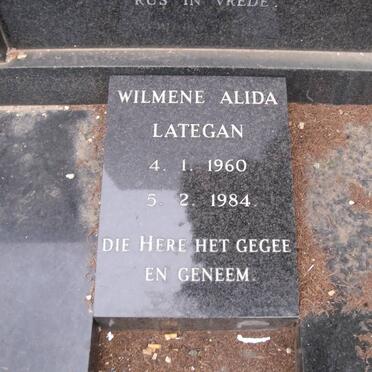 RUS IN VREDE.
WILMENE ALIDA
LATEGAN
4. 1. 1960
5. 2. 1984.
DIE HERE HET GEGEE
EN GENEEM.